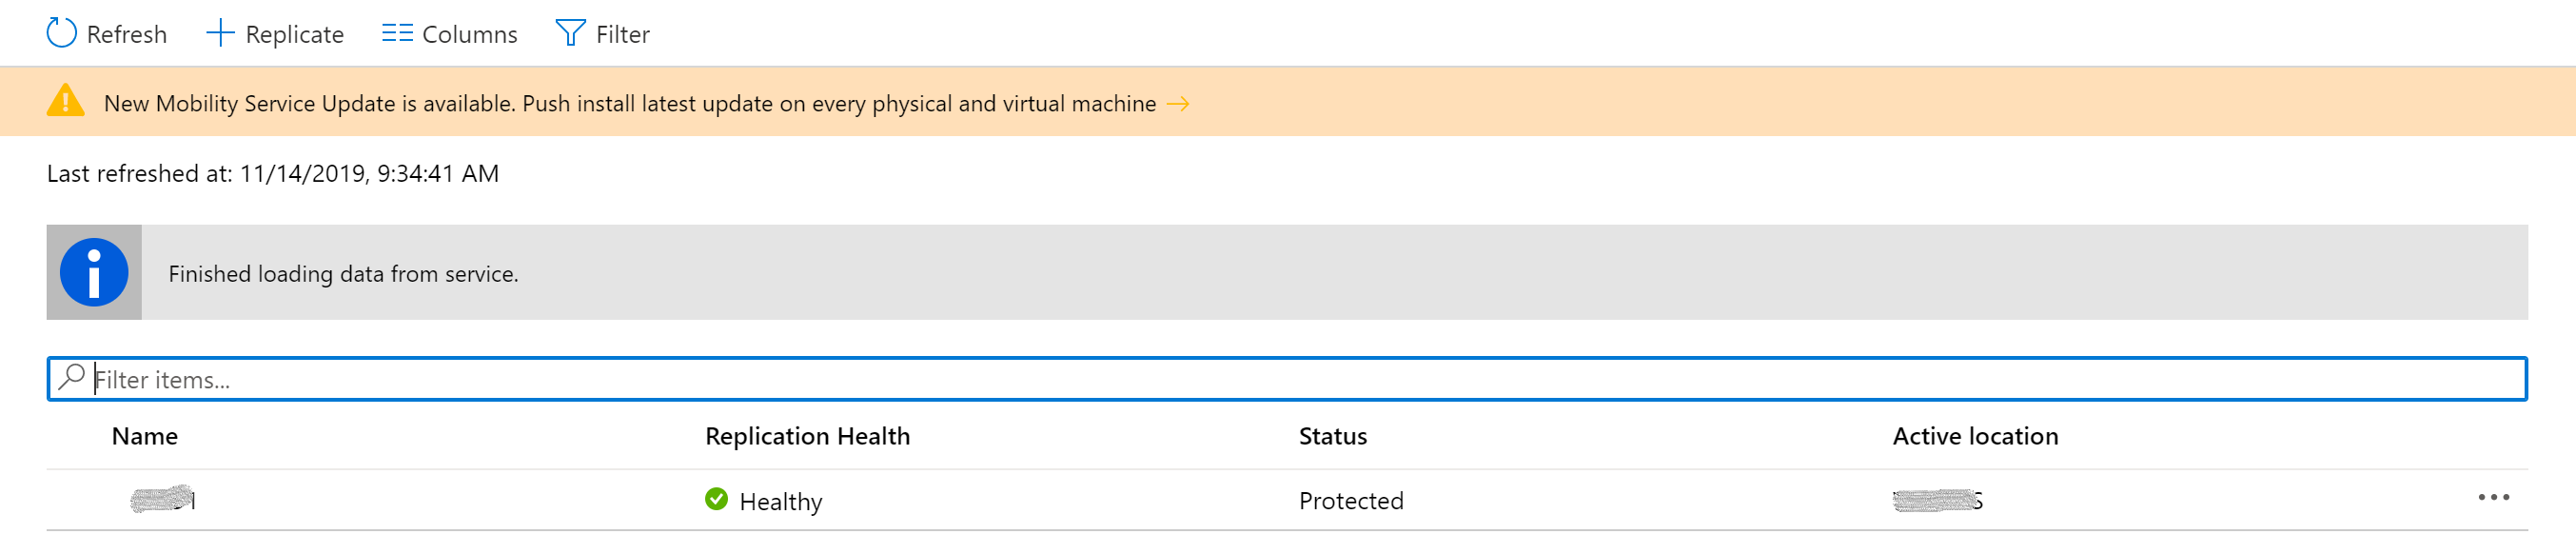 Refresh Replicate Columns Filter
New Mobility Service Update is available. Push install latest update on every physical and virtual machine →
Last refreshed at: 11/14/2019, 9:34:41 AM
Finished loading data from service.
Filter items...
Name Replication Health Status Active location
Healthy Protected